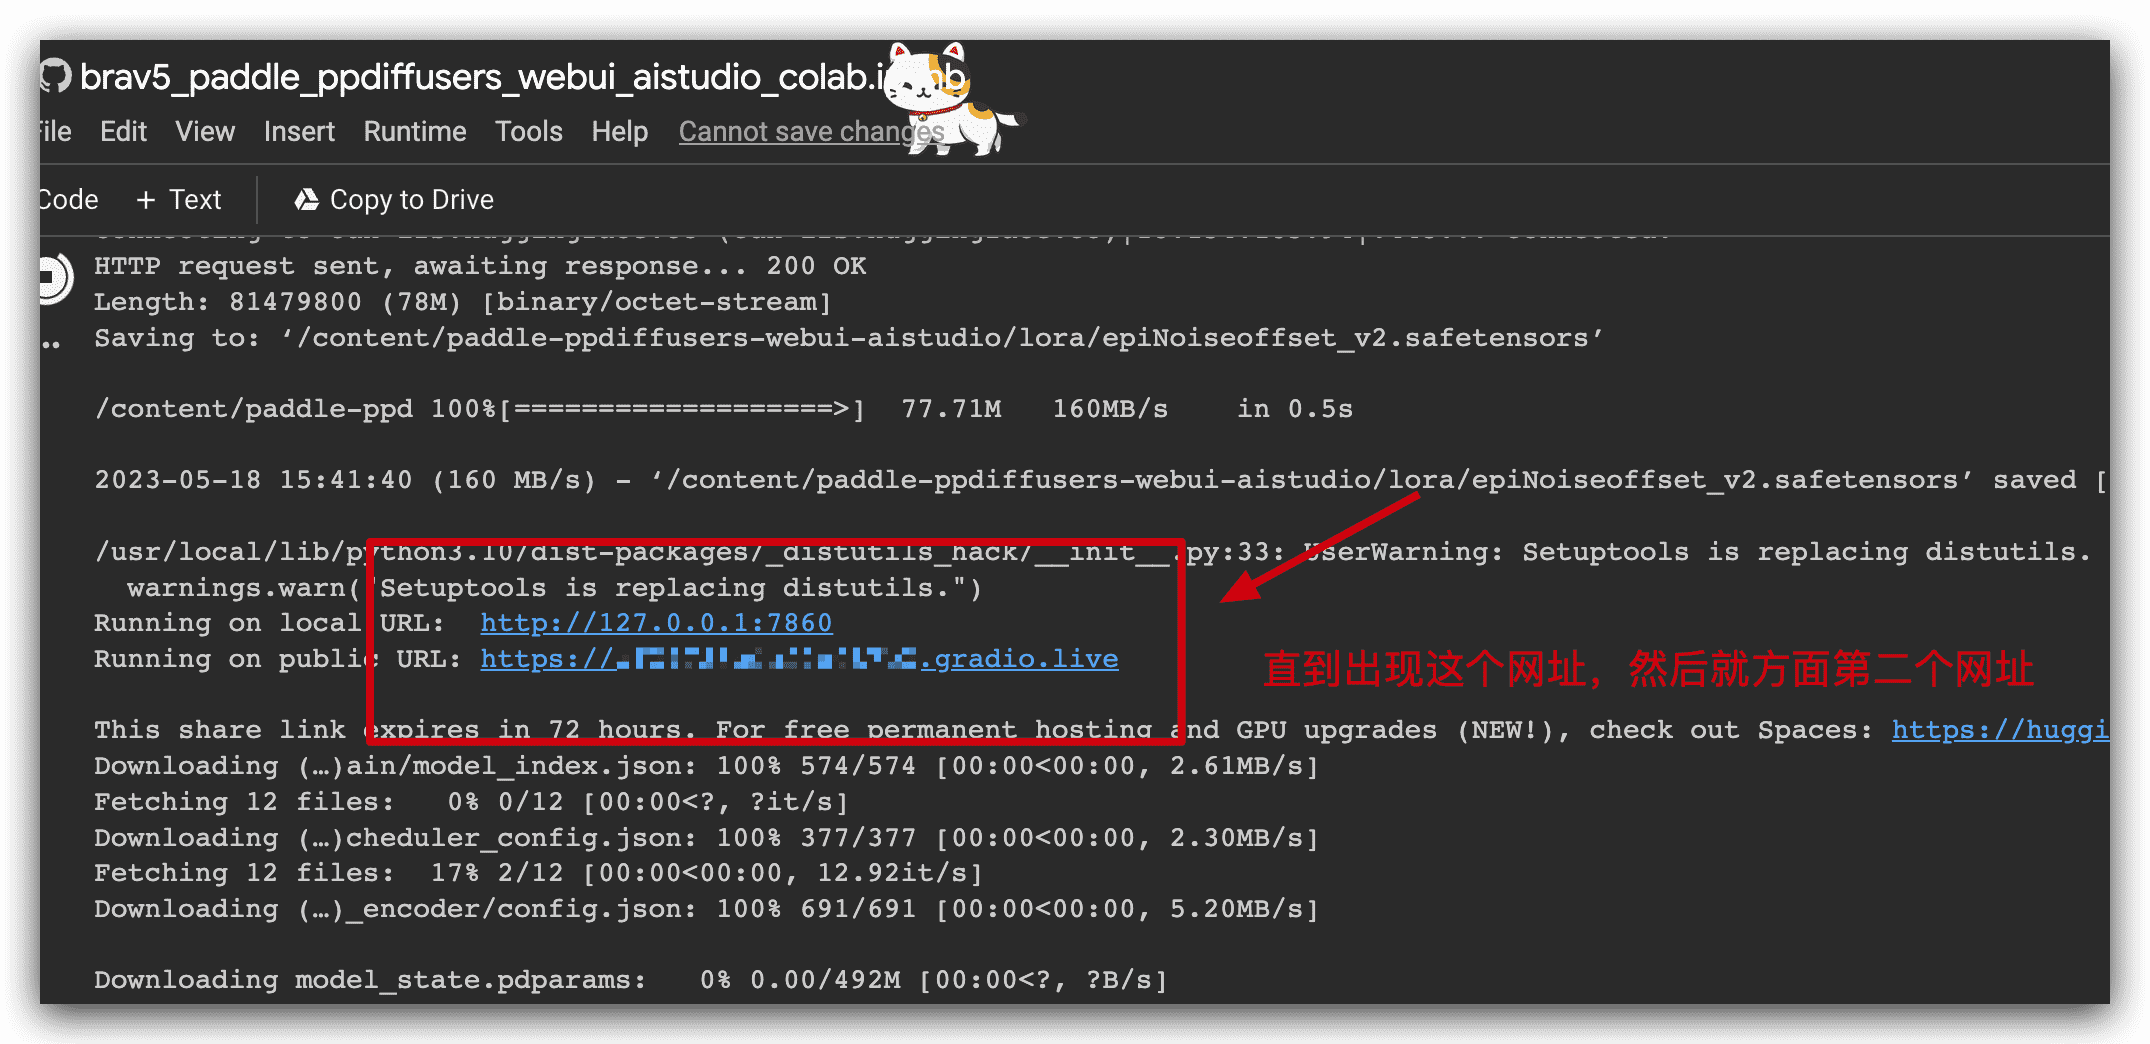 brav5_paddle_ppdiffusers_webui_aistudio_colab.i nb
File Edit View Insert Runtime Tools Help Cannot save changes
Code + Text Copy to Drive
HTTP request sent, awaiting response... 200 OK
Length: 81479800 (78M) [binary/octet-stream]
Saving to: ‘/content/paddle-ppdiffusers-webui-aistudio/lora/epiNoiseoffset_v2.safetensors’
/content/paddle-ppd 100%[===================>] 77.71M 160MB/s in 0.5s
2023-05-18 15:41:40 (160 MB/s) - ‘/content/paddle-ppdiffusers-webui-aistudio/lora/epiNoiseoffset_v2.safetensors’ saved [
/usr/local/lib/python3.10/dist-packages/_distutils_hack/__init__.py:33: UserWarning: Setuptools is replacing distutils.
warnings.warn("Setuptools is replacing distutils.")
Running on local URL: http://127.0.0.1:7860
Running on public URL: https:// .gradio.live
直到出现这个网址，然后就方面第二个网址
This share link expires in 72 hours. For free permanent hosting and GPU upgrades (NEW!), check out Spaces: https://huggi
Downloading (…)ain/model_index.json: 100% 574/574 [00:00<00:00, 2.61MB/s]
Fetching 12 files: 0% 0/12 [00:00<?, ?it/s]
Downloading (…)cheduler_config.json: 100% 377/377 [00:00<00:00, 2.30MB/s]
Fetching 12 files: 17% 2/12 [00:00<00:00, 12.92it/s]
Downloading (…)_encoder/config.json: 100% 691/691 [00:00<00:00, 5.20MB/s]
Downloading model_state.pdparams: 0% 0.00/492M [00:00<?, ?B/s]